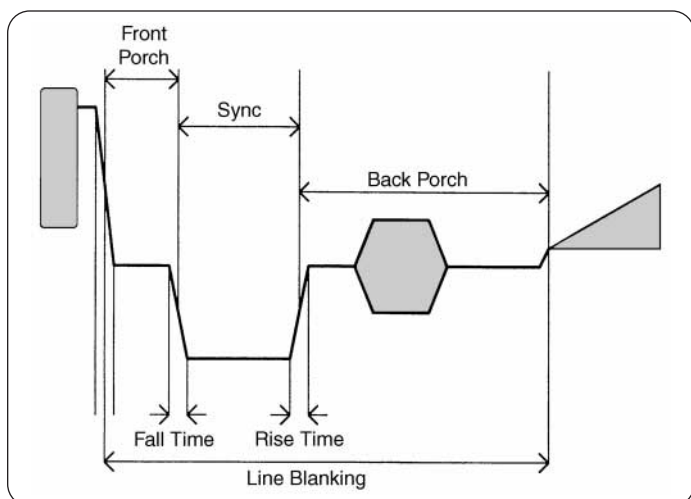 Front
Porch
Sync
Back Porch
Fall Time
Rise Time
Line Blanking